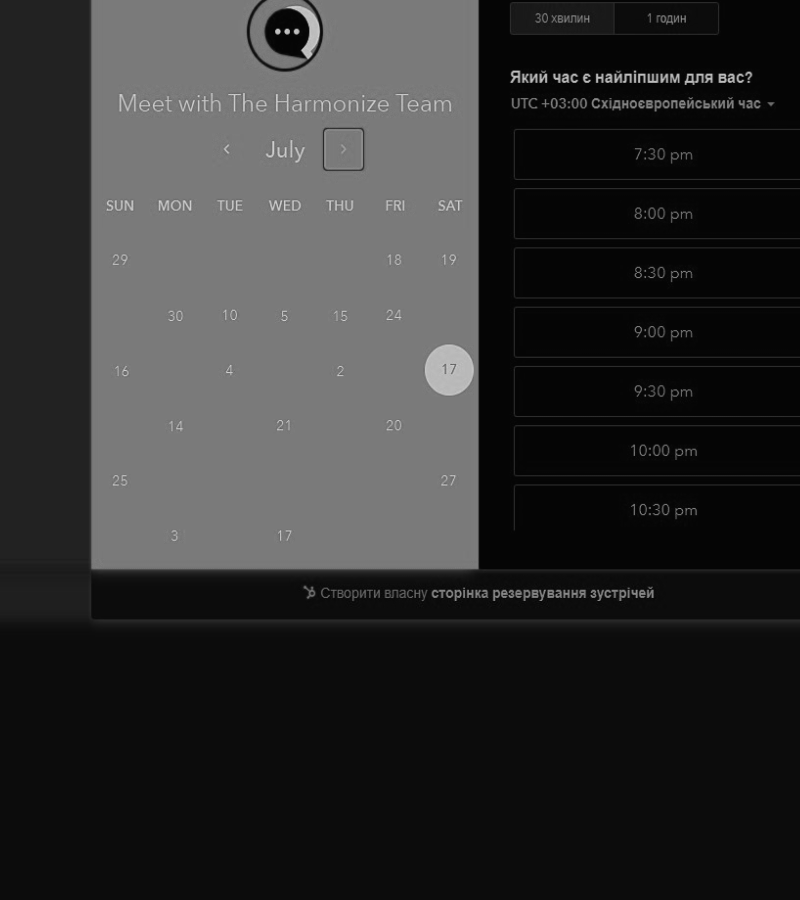 Meet with The Harmonize Team
July
SUN MON TUE WED THU FRI SAT
29 18 19
30 10 5 15 24
16 4 2 17
14 21 20
25 27
3 17
30 хвилин 1 годин
Який час є найліпшим для вас?
UTC +03:00 Східноєвропейський час
7:30 pm
8:00 pm
8:30 pm
9:00 pm
9:30 pm
10:00 pm
10:30 pm
Створити власну сторінка резервування зустрічей